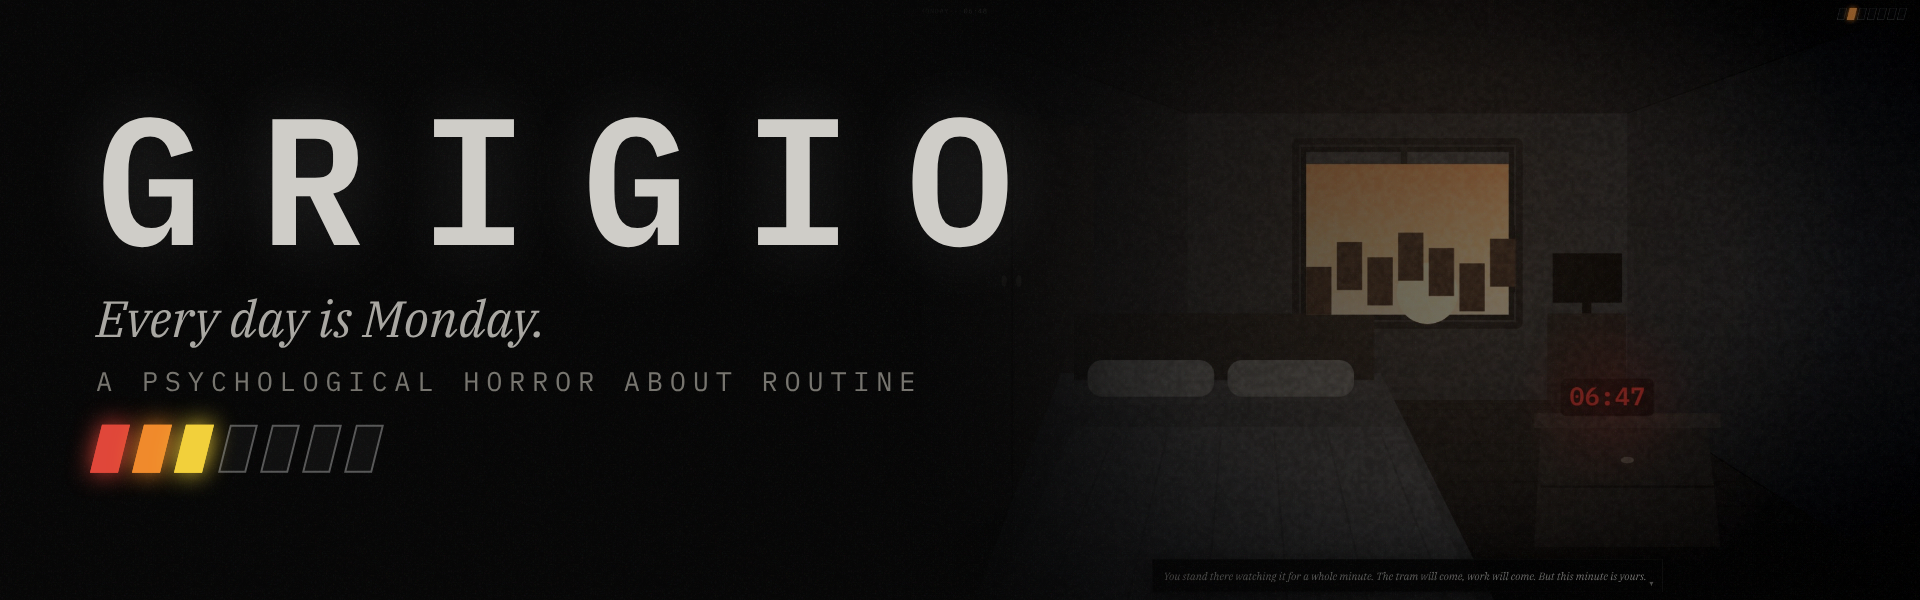 GRIGIO
Every day is Monday.
A PSYCHOLOGICAL HORROR ABOUT ROUTINE
06:47
You stand there watching it for a whole minute. The tram will come, work will come. But this minute is yours.